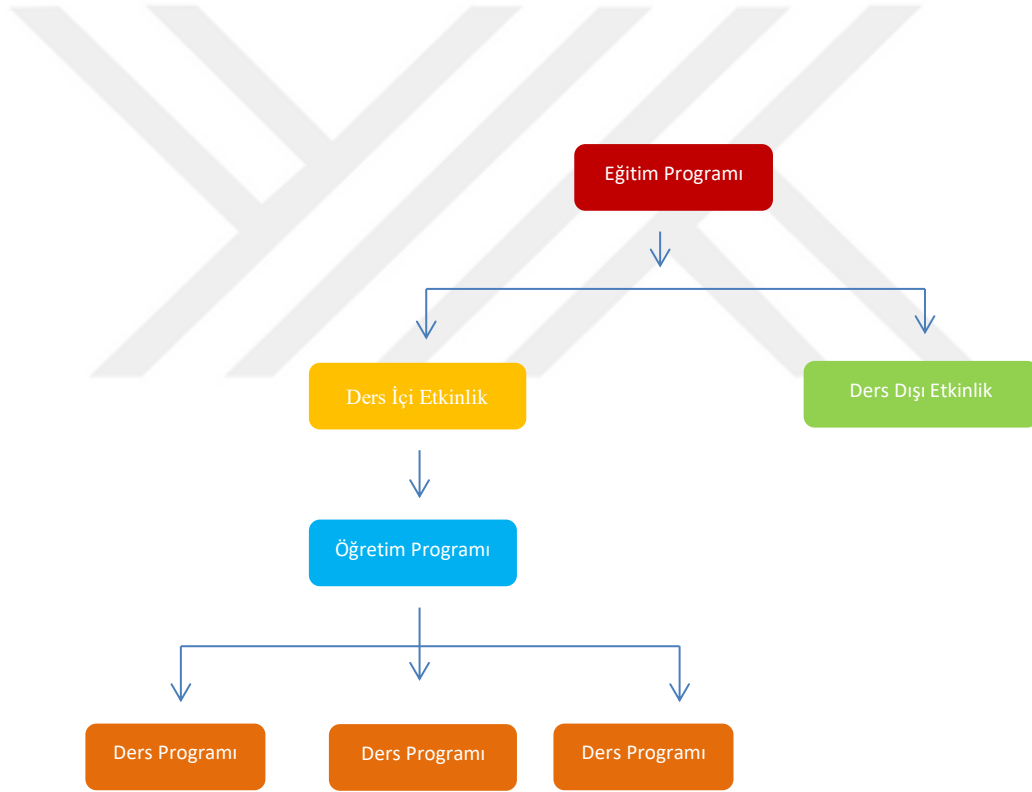 Eğitim Programı
Ders İçi Etkinlik
Ders Dışı Etkinlik
Öğretim Programı
Ders Programı
Ders Programı
Ders Programı